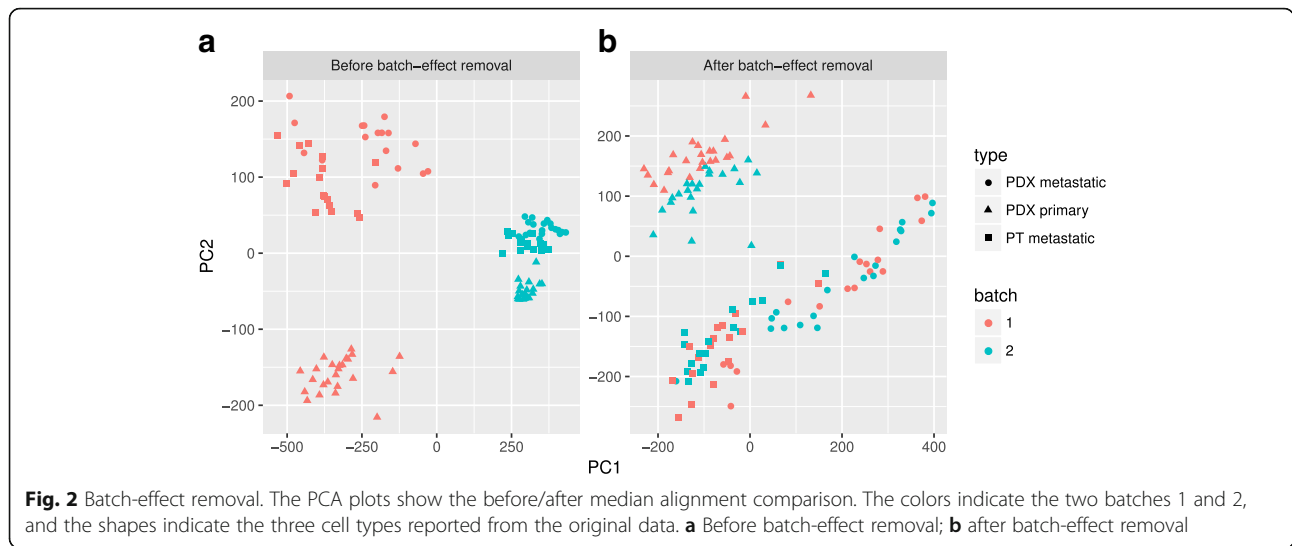 a
b
Before batch−effect removal
After batch−effect removal
200
100
0
−100
−200
PC2
−500
−250
0
250
200
100
0
−100
−200
−200
0
200
400
PC1
type
PDX metastatic
PDX primary
PT metastatic
batch
1
2
Fig. 2 Batch-effect removal. The PCA plots show the before/after median alignment comparison. The colors indicate the two batches 1 and 2,
and the shapes indicate the three cell types reported from the original data. a Before batch-effect removal; b after batch-effect removal